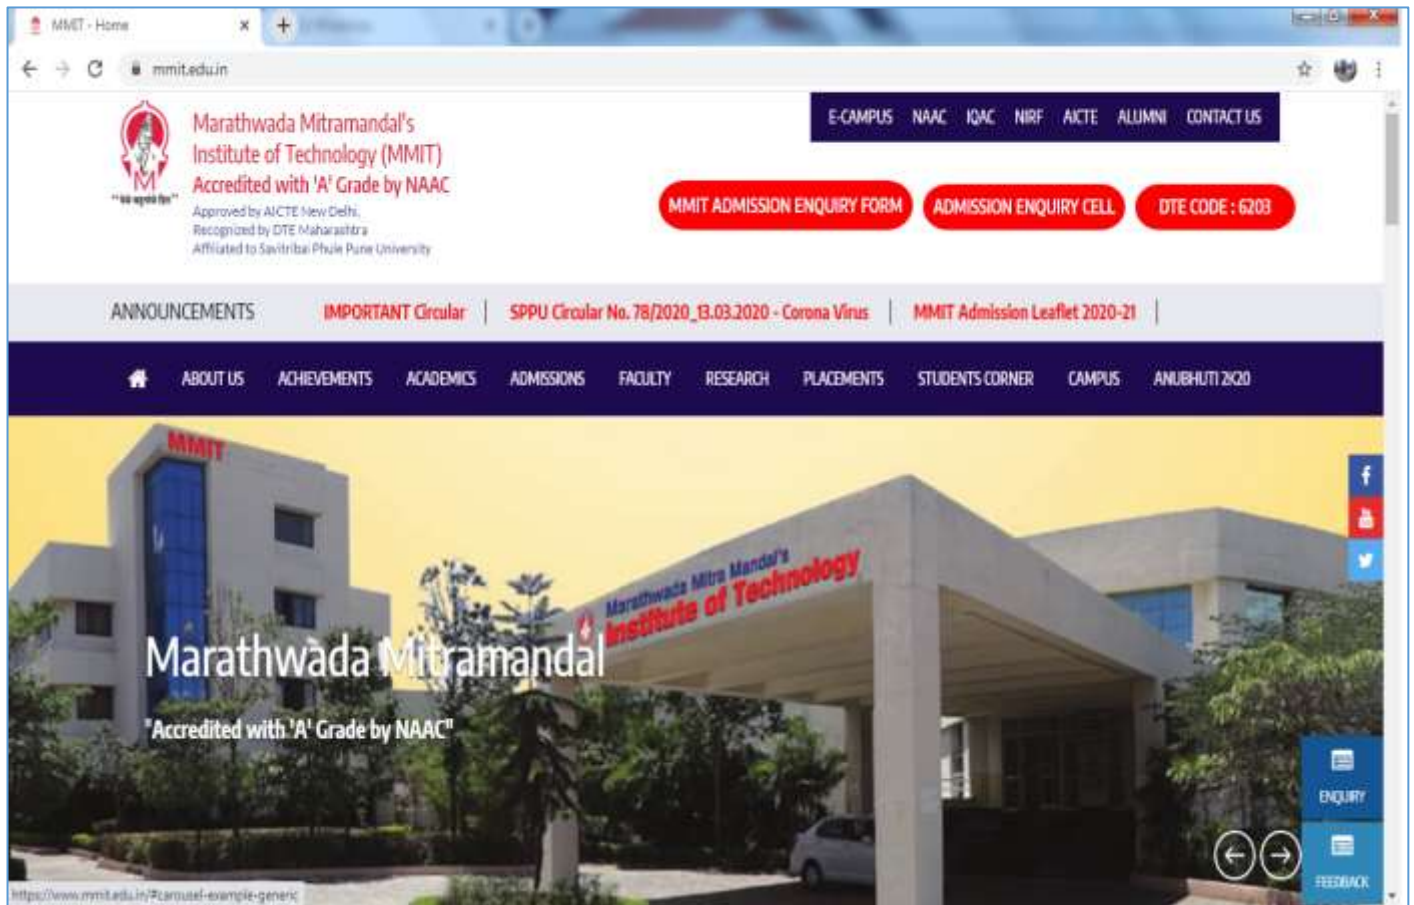 MMIT - Home
mmit.edu.in
Marathwada Mitramandal's
Institute of Technology (MMIT)
Accredited with 'A' Grade by NAAC
Approved by AICTE New Delhi.
Recognized by DTE Maharashtra
Affiliated to Savitribai Phule Pune University
E-CAMPUS NAAC IQAC NIRF AICTE ALUMNI CONTACT US
MMIT ADMISSION ENQUIRY FORM ADMISSION ENQUIRY CELL DTE CODE : 6203
ANNOUNCEMENTS IMPORTANT Circular | SPPU Circular No. 78/2020_13.03.2020 - Corona Virus | MMIT Admission Leaflet 2020-21 |
ABOUT US ACHIEVEMENTS ACADEMICS ADMISSIONS FACULTY RESEARCH PLACEMENTS STUDENTS CORNER CAMPUS ANUBHUTI 2K20
MMIT
Marathwada Mitra Mandal's
Institute of Technology
Marathwada Mitramandal
"Accredited with 'A' Grade by NAAC"
ENQUIRY
FEEDBACK
https://www.mmit.edu.in/#carousel-example-generic